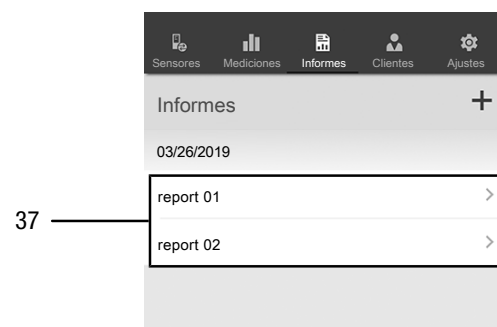 Sensores Mediciones Informes Clientes Ajustes
Informes +
03/26/2019
report 01 >
37
report 02 >